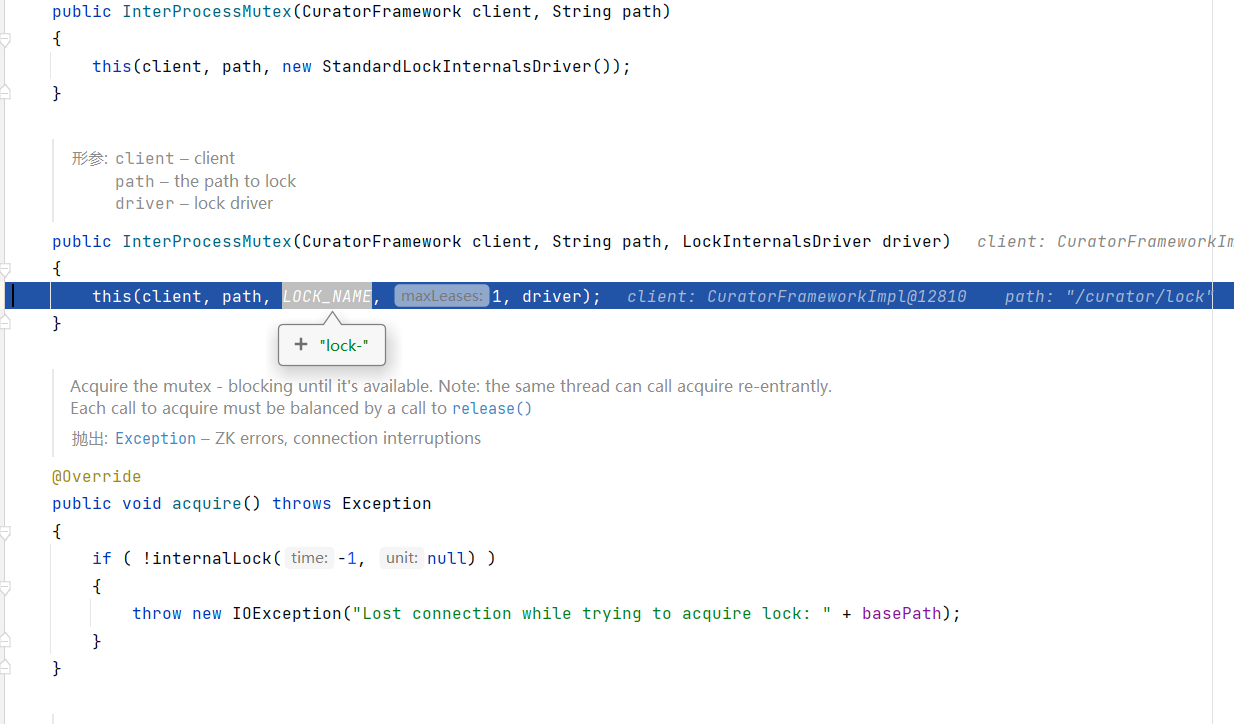 public InterProcessMutex(CuratorFramework client, String path)
{
this(client, path, new StandardLockInternalsDriver());
}
形参: client – client
path – the path to lock
driver – lock driver
public InterProcessMutex(CuratorFramework client, String path, LockInternalsDriver driver) client: CuratorFrameworkIm
{
this(client, path, LOCK_NAME, maxLeases: 1, driver); client: CuratorFrameworkImpl@12810 path: "/curator/lock"
}
+ "lock-"
Acquire the mutex - blocking until it's available. Note: the same thread can call acquire re-entrantly.
Each call to acquire must be balanced by a call to release()
抛出: Exception – ZK errors, connection interruptions
@Override
public void acquire() throws Exception
{
if ( !internalLock( time: -1, unit: null) )
{
throw new IOException("Lost connection while trying to acquire lock: " + basePath);
}
}